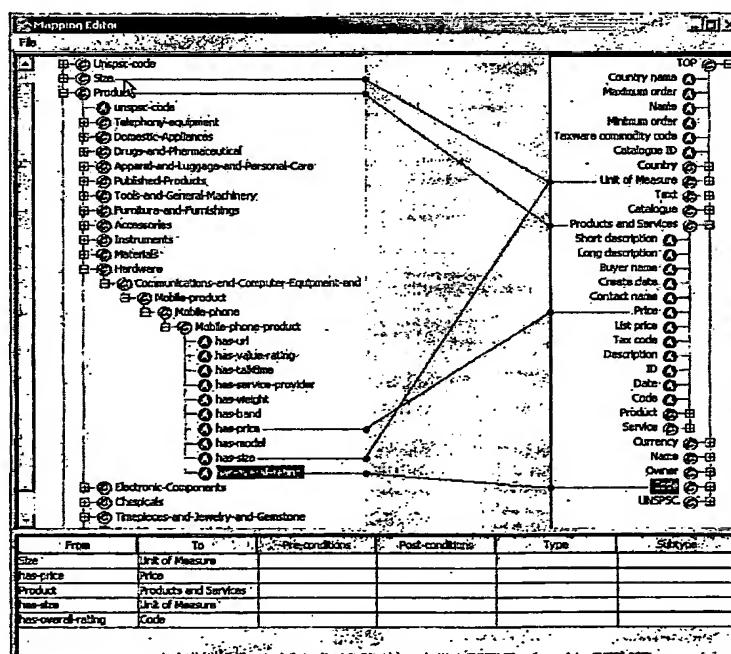 Mapping Editor
File
Unspsc-code
Size
Product
unspsc-code
Telephony-equipment
Domestic-Appliances
Drugs-and-Pharmaceutical
Apparel-and-Luggage-and-Personal-Care
Published-Products
Tools-and-General-Machinery
Furniture-and-Furnishings
Accessories
Instruments
Materials
Hardware
Communications-and-Computer-Equipment-and
Mobile-product
Mobile-phone
Mobile-phone-product
has-url
has-value-rating
has-talktime
has-service-provider
has-weight
has-band
has-price
has-model
has-size
has-overall-rating
Electronic-Components
Chemicals
Timepieces-and-Jewelry-and-Gemstone
TOP
Country name
Maximum order
Name
Minimum order
Taxware commodity code
Catalogue ID
Country
Unit of Measure
Text
Catalogue
Products and Services
Short description
Long description
Buyer name
Create date
Contact name
Price
List price
Tax code
Description
ID
Date
Code
Product
Service
Currency
Name
Owner
Code
UNSPSC
From To Pre-conditions Post-conditions Type Subtype
Size Unit of Measure
has-price Price
Product Products and Services
has-size Unit of Measure
has-overall-rating Code